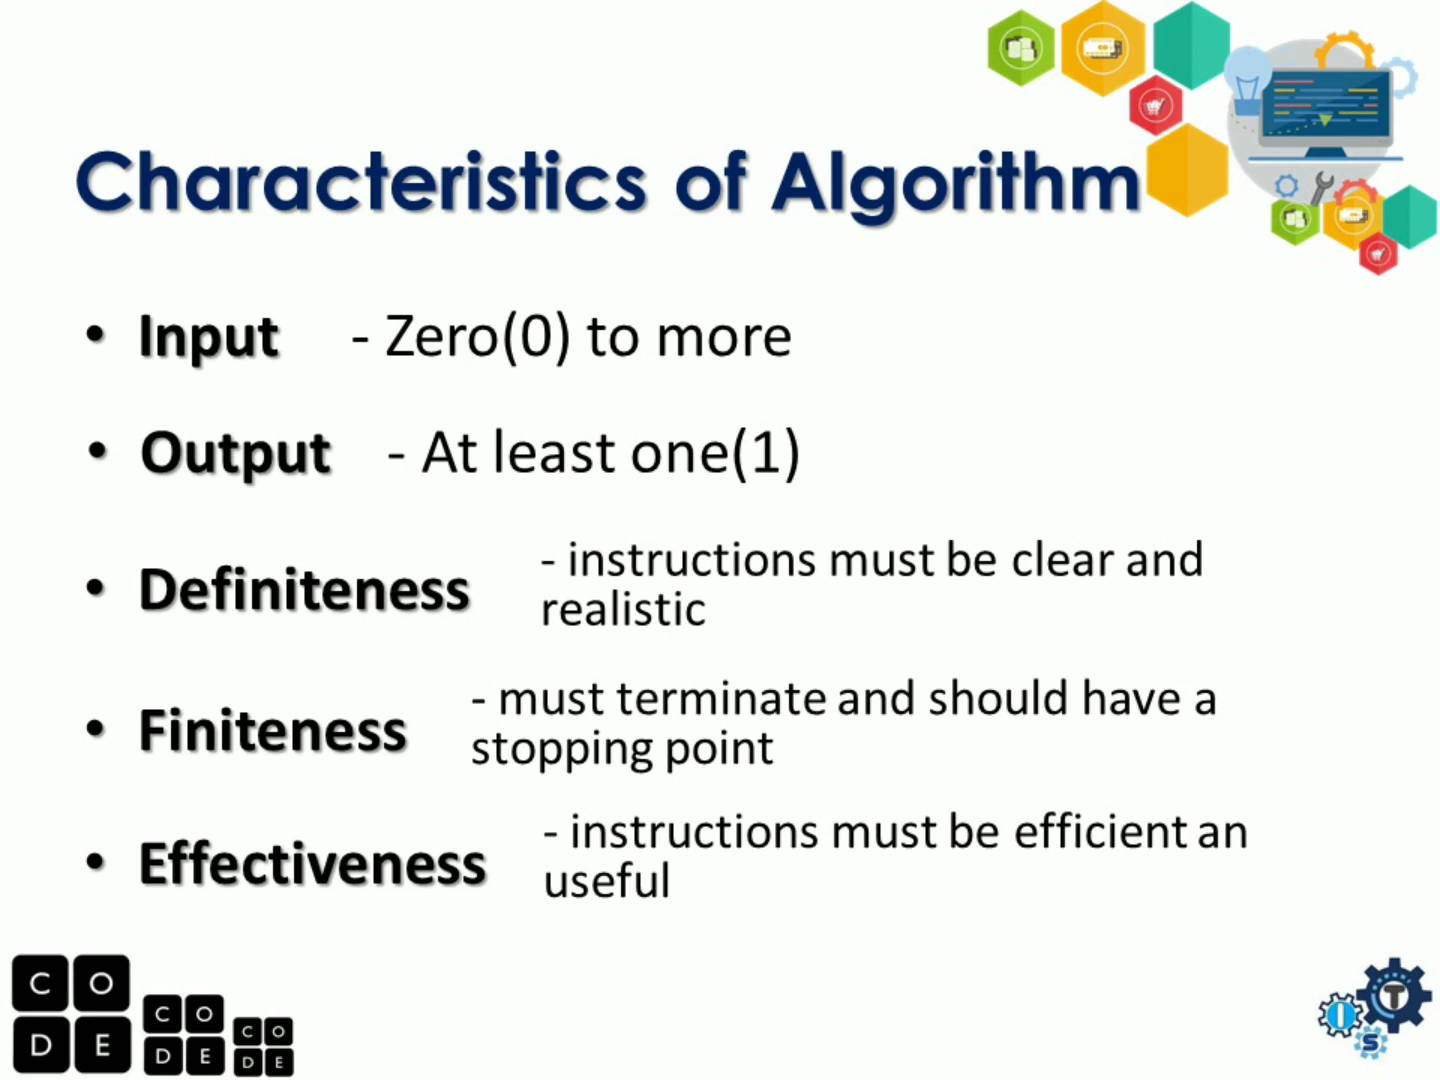 Characteristics of Algorithm
• Input - Zero(0) to more
• Output - At least one(1)
• Definiteness - instructions must be clear and
realistic
• Finiteness - must terminate and should have a
stopping point
• Effectiveness - instructions must be efficient an
useful
C O
D E
C O
D E
C O
D E
I T
S